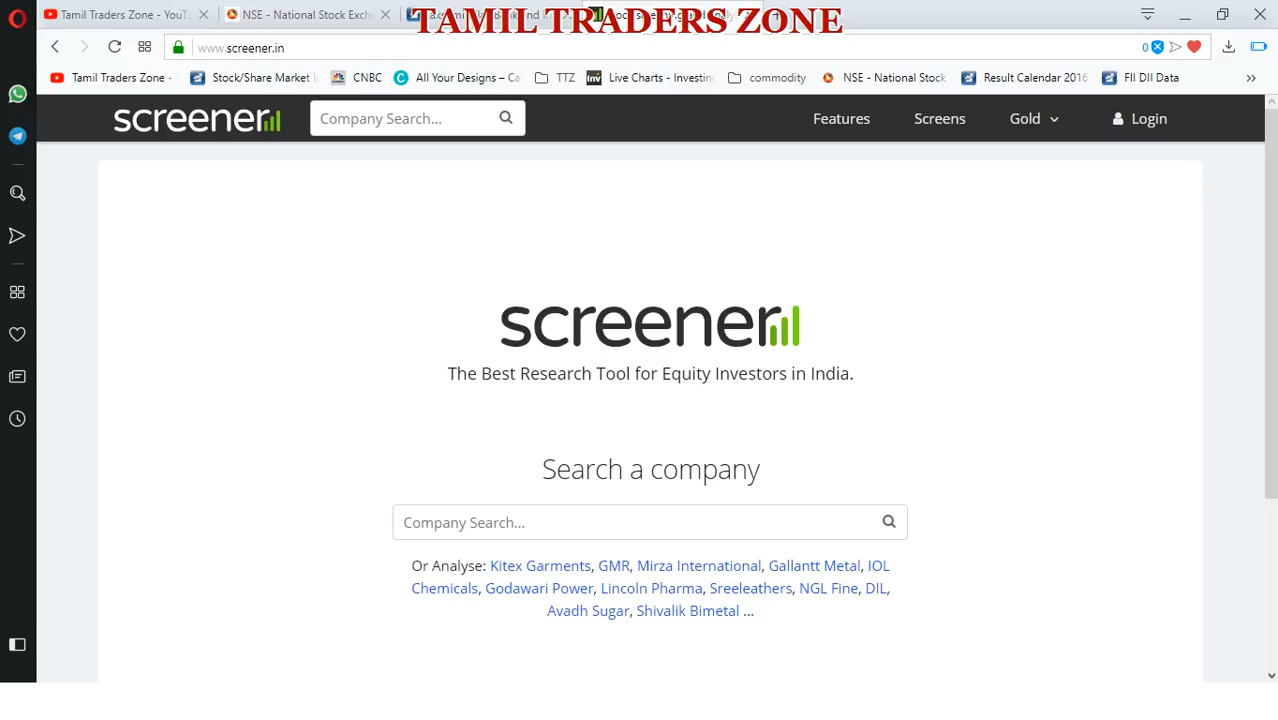 TAMIL TRADERS ZONE
Tamil Traders Zone - YouTu
NSE - National Stock Excha
www.screener.in
0
Tamil Traders Zone -
Stock/Share Market I
CNBC
All Your Designs – Ca
TTZ
Inv
Live Charts - Investing
commodity
NSE - National Stock
Result Calendar 2016
FII DII Data
screener
Company Search...
Features
Screens
Gold
Login
screener
The Best Research Tool for Equity Investors in India.
Search a company
Company Search...
Or Analyse: Kitex Garments, GMR, Mirza International, Gallantt Metal, IOL
Chemicals, Godawari Power, Lincoln Pharma, Sreeleathers, NGL Fine, DIL,
Avadh Sugar, Shivalik Bimetal ...